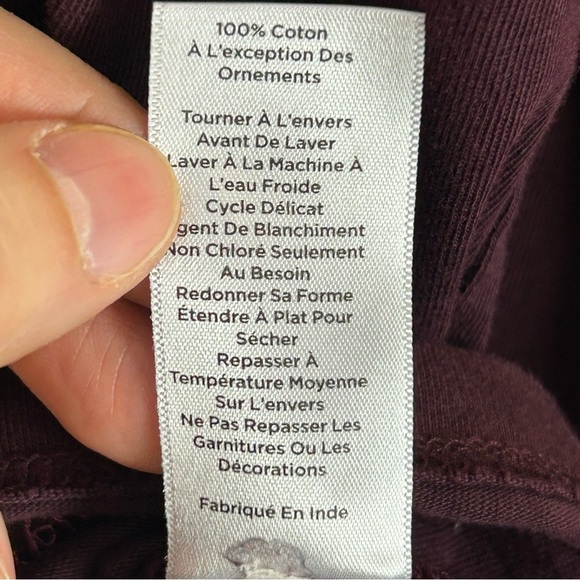 100% Coton
À L'exception Des
Ornements
Tourner À L'envers
Avant De Laver
Laver À La Machine À
L'eau Froide
Cycle Délicat
gent De Blanchiment
Non Chloré Seulement
Au Besoin
Redonner Sa Forme
Étendre À Plat Pour
Sécher
Repasser À
Température Moyenne
Sur L'envers
Ne Pas Repasser Les
Garnitures Ou Les
Décorations
Fabriqué En Inde